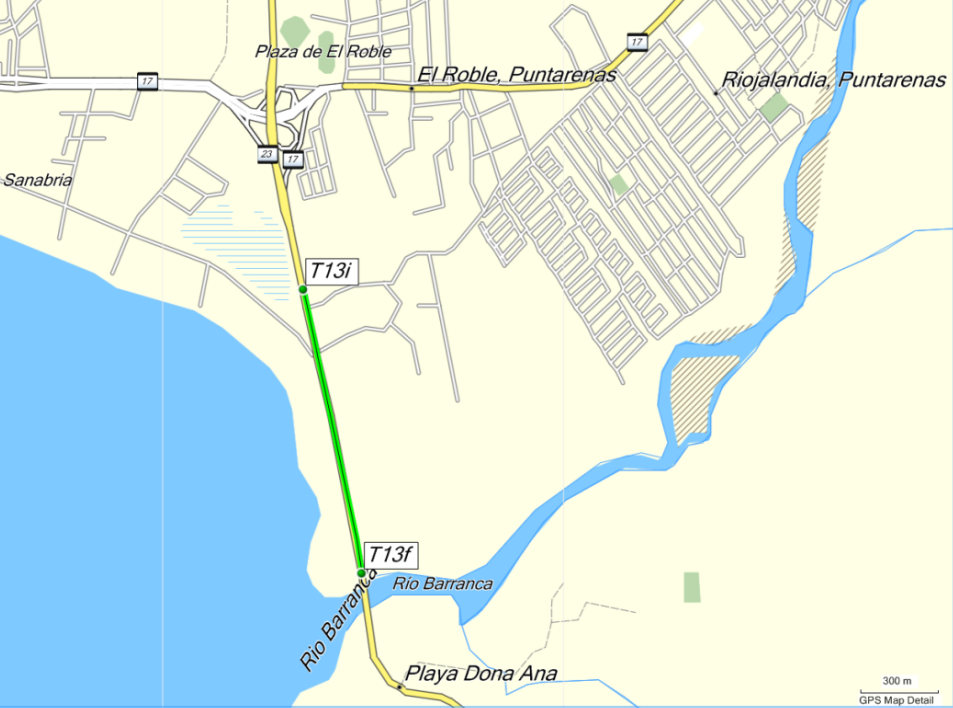 Plaza de El Roble
17
17
El Roble, Puntarenas
Riojalandia, Puntarenas
23
17
Sanabria
T13i
T13f
Rio Barranca
Rio Barranca
Playa Dona Ana
300 m
GPS Map Detail